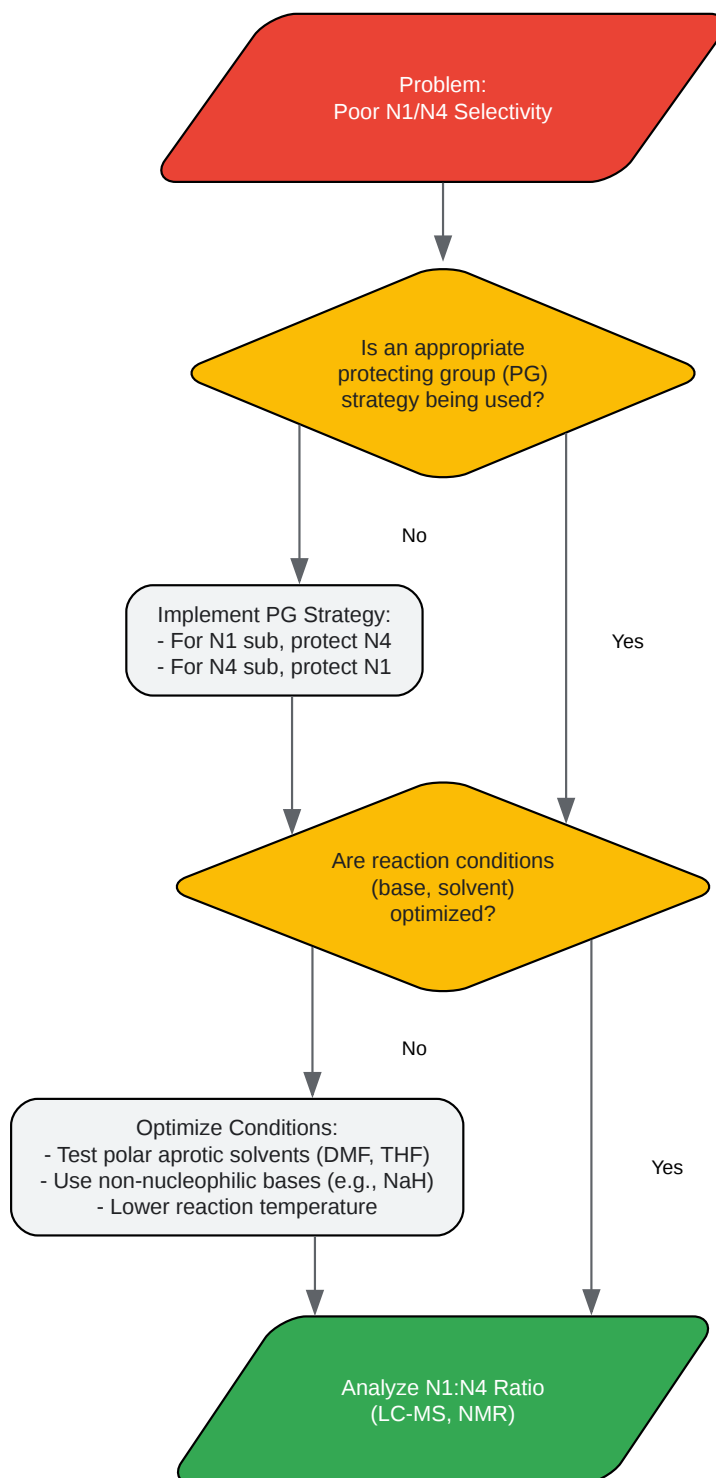 Problem:
Poor N1/N4 Selectivity
Is an appropriate
protecting group (PG)
strategy being used?
No
Implement PG Strategy:
- For N1 sub, protect N4
- For N4 sub, protect N1
Yes
Are reaction conditions
(base, solvent)
optimized?
No
Optimize Conditions:
- Test polar aprotic solvents (DMF, THF)
- Use non-nucleophilic bases (e.g., NaH)
- Lower reaction temperature
Yes
Analyze N1:N4 Ratio
(LC-MS, NMR)